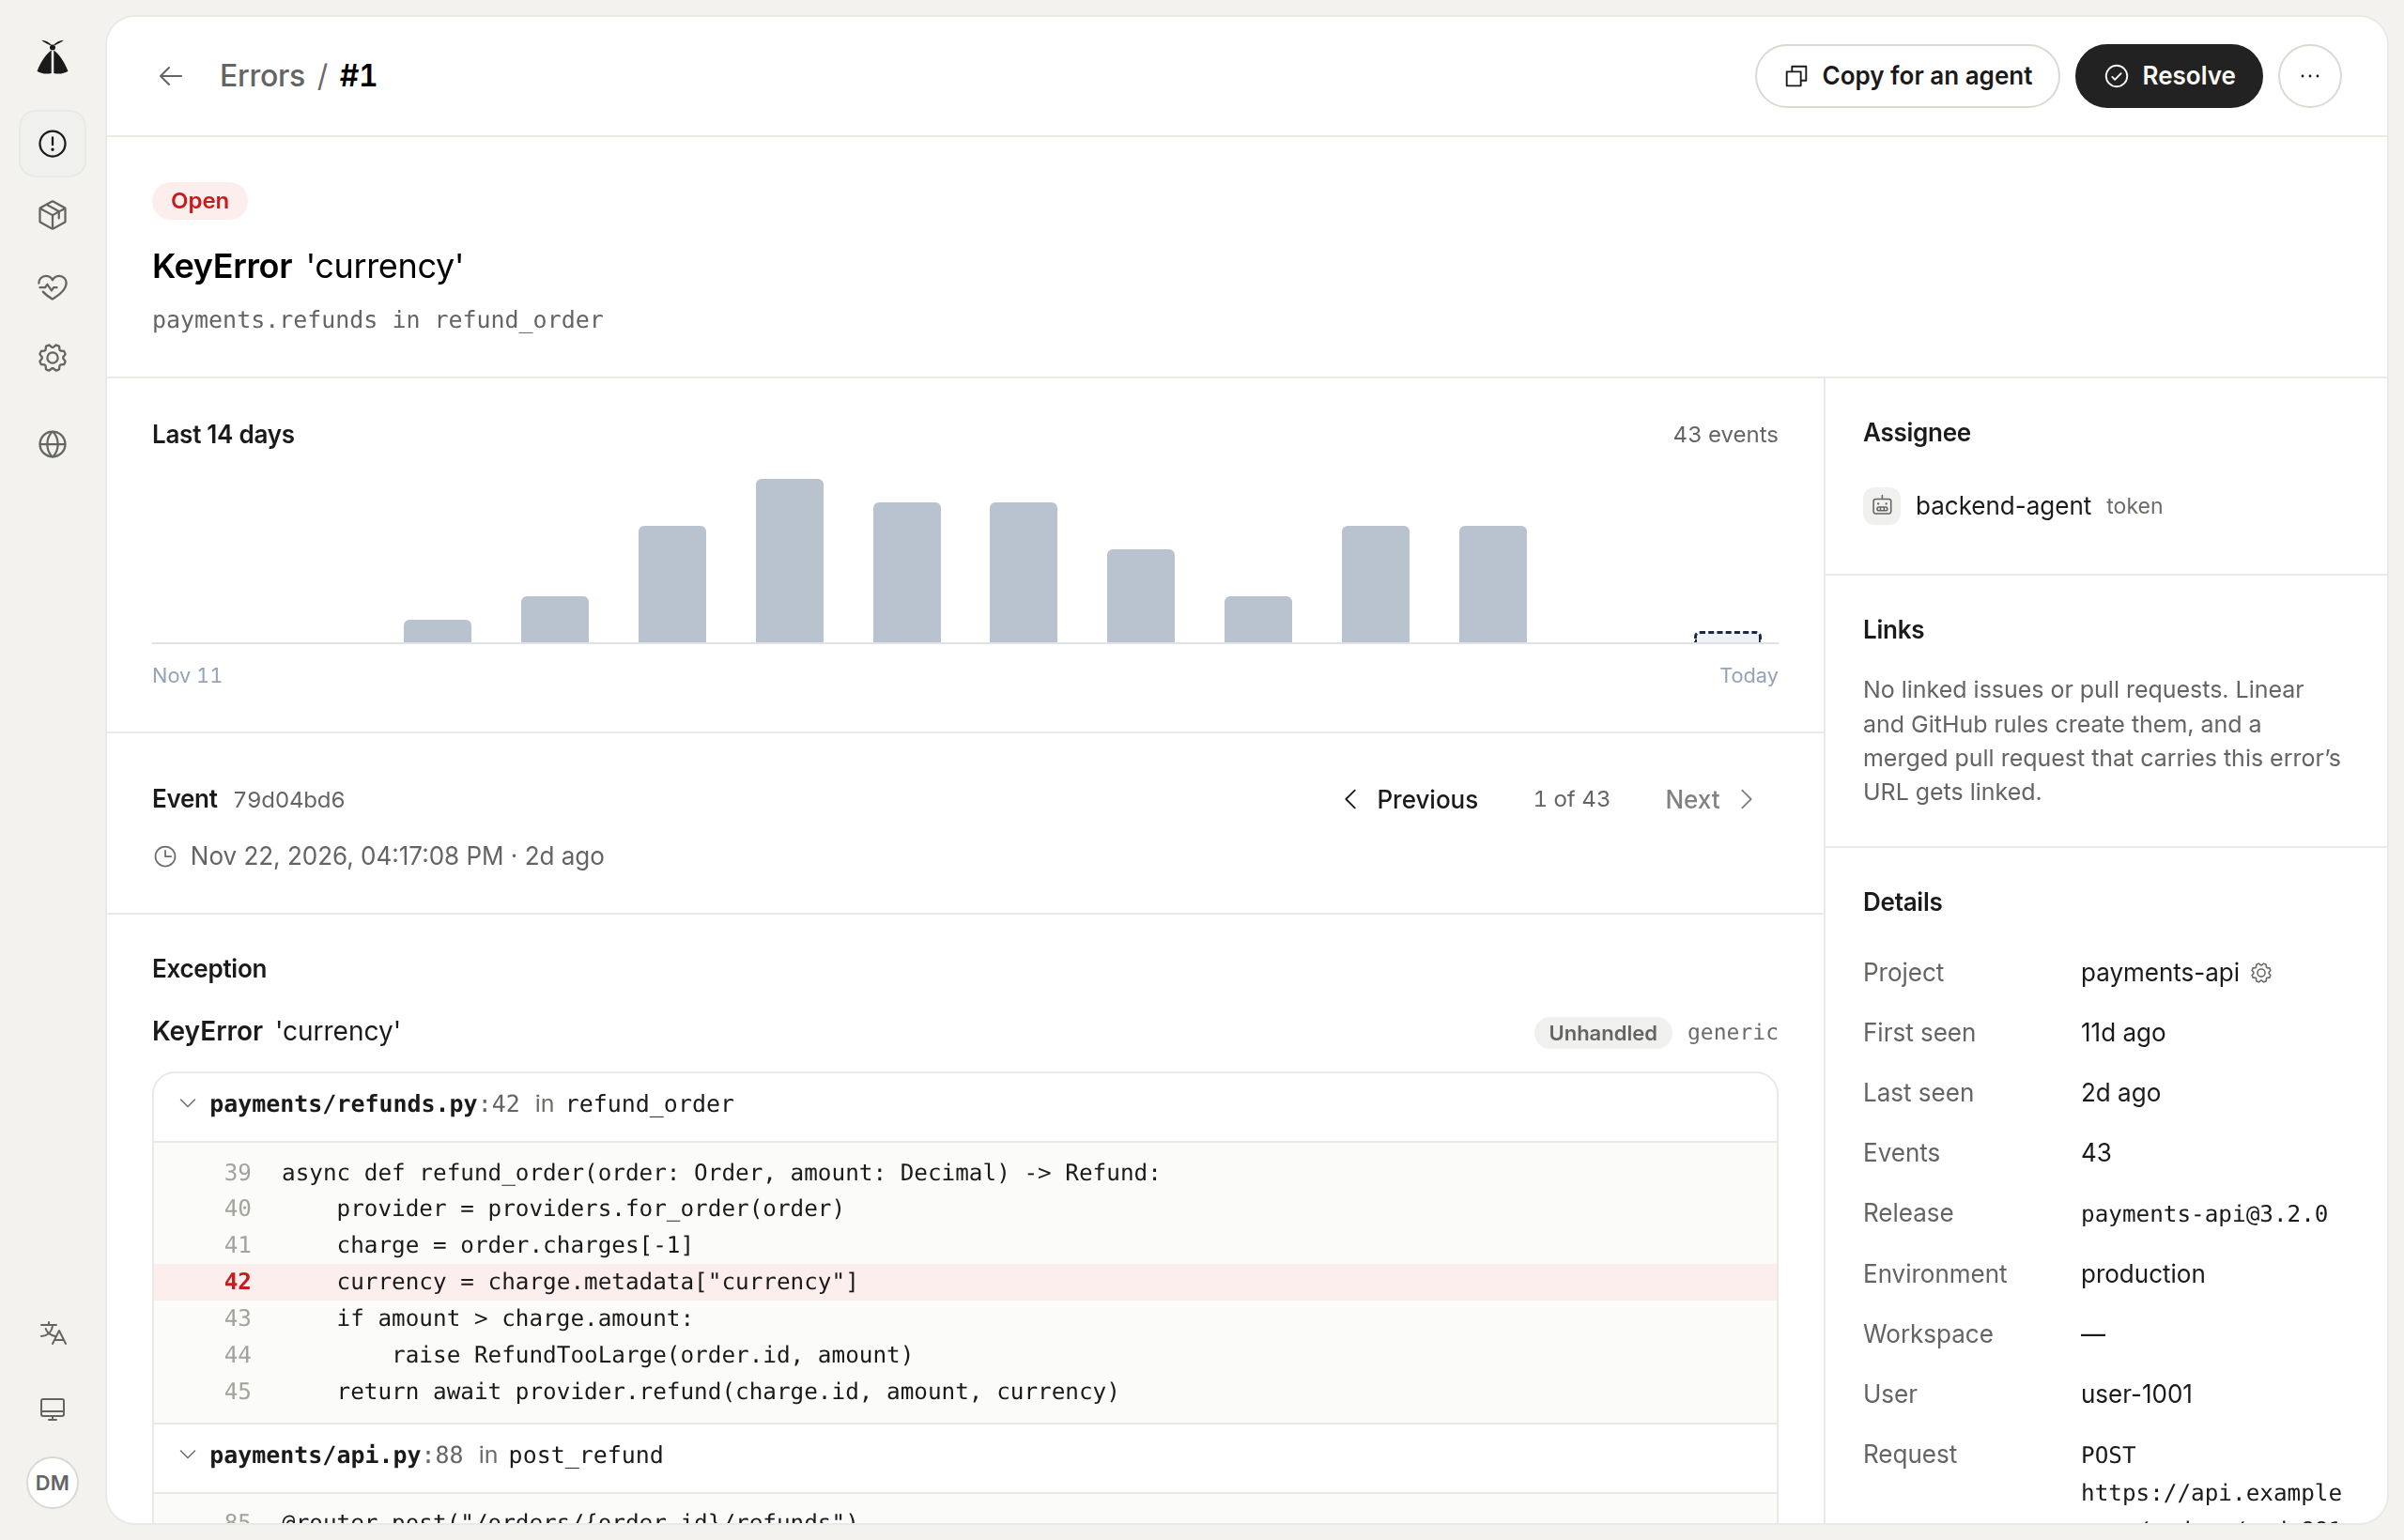 Errors / #1
Copy for an agent
Resolve
Open
KeyError 'currency'
payments.refunds in refund_order
Last 14 days
43 events
Nov 11
Today
Event 79d04bd6
Previous
1 of 43
Next
Nov 22, 2026, 04:17:08 PM · 2d ago
Exception
KeyError 'currency'
Unhandled generic
payments/refunds.py:42 in refund_order
39 async def refund_order(order: Order, amount: Decimal) -> Refund:
40     provider = providers.for_order(order)
41     charge = order.charges[-1]
42     currency = charge.metadata["currency"]
43     if amount > charge.amount:
44         raise RefundTooLarge(order.id, amount)
45     return await provider.refund(charge.id, amount, currency)
payments/api.py:88 in post_refund
85 @router.post("/orders/{order_id}/refunds")
Assignee
backend-agent token
Links
No linked issues or pull requests. Linear
and GitHub rules create them, and a
merged pull request that carries this error’s
URL gets linked.
Details
Project payments-api
First seen 11d ago
Last seen 2d ago
Events 43
Release payments-api@3.2.0
Environment production
Workspace —
User user-1001
Request POST
https://api.example
DM